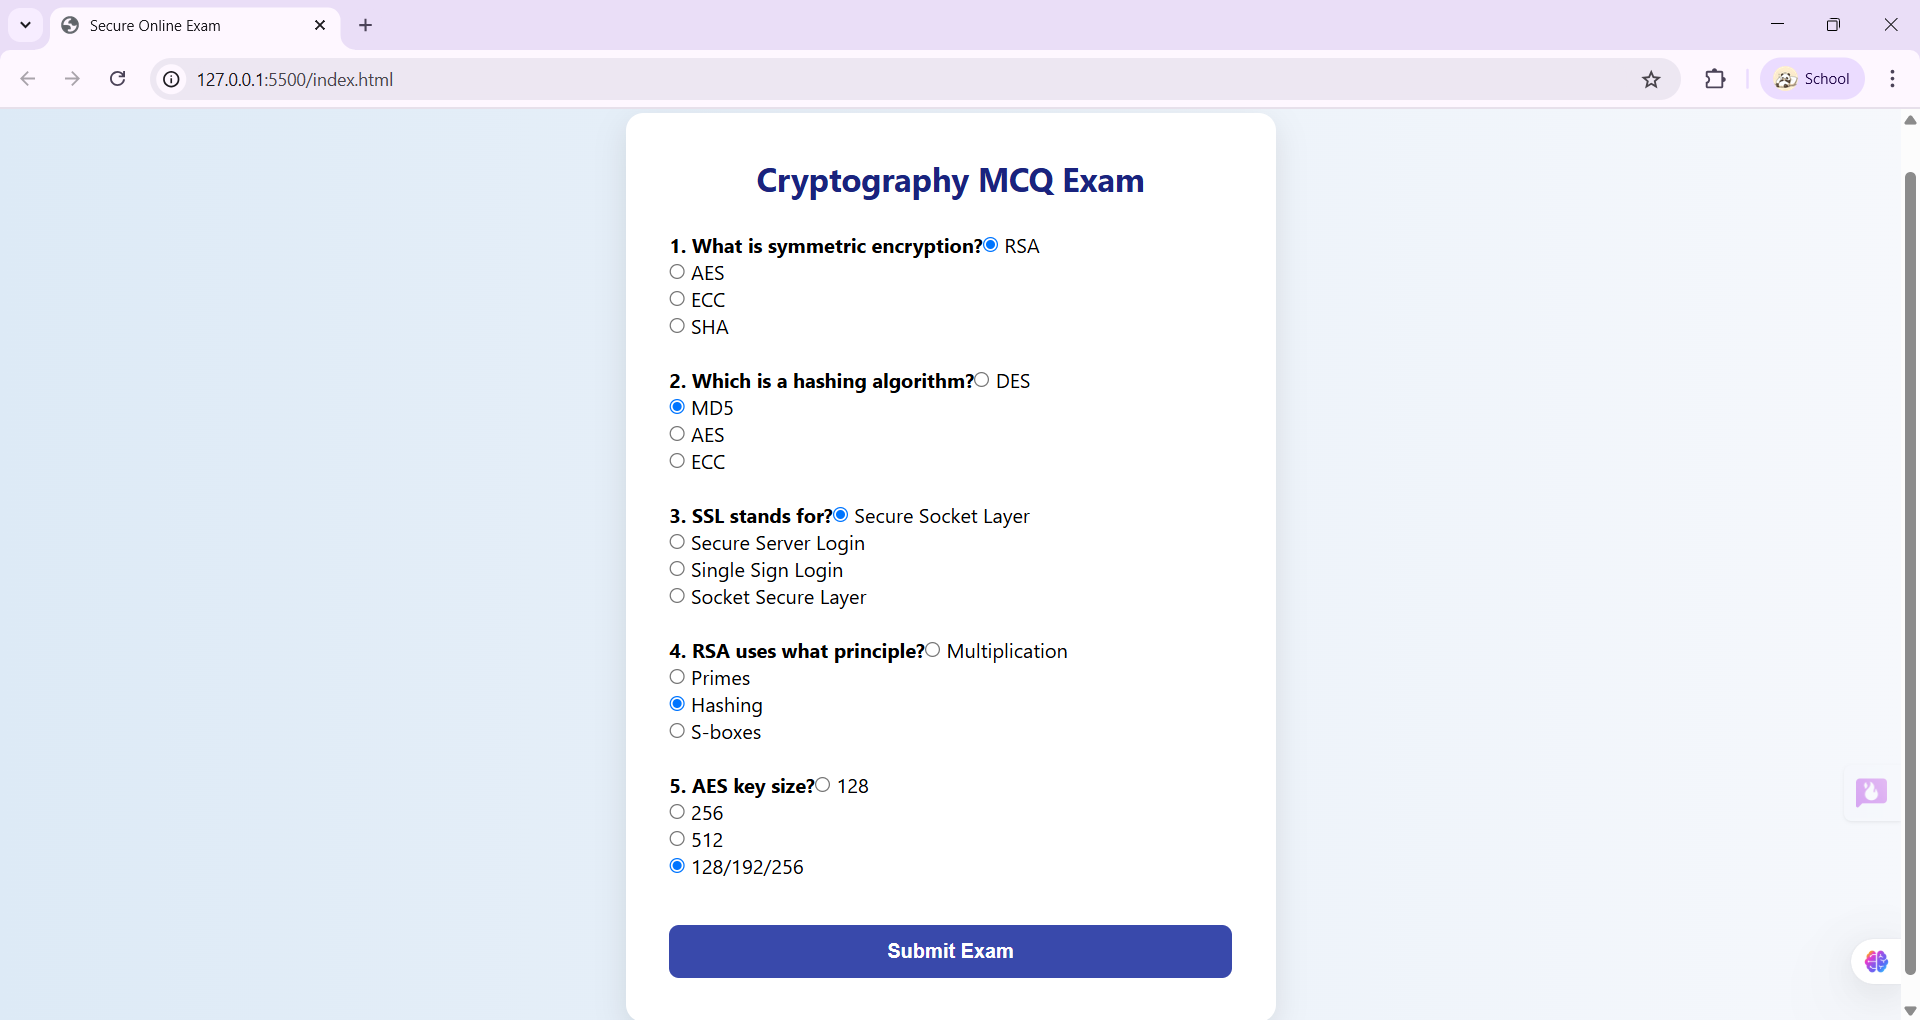 Secure Online Exam
127.0.0.1:5500/index.html
School
Cryptography MCQ Exam
1. What is symmetric encryption? RSA
AES
ECC
SHA
2. Which is a hashing algorithm? DES
MD5
AES
ECC
3. SSL stands for? Secure Socket Layer
Secure Server Login
Single Sign Login
Socket Secure Layer
4. RSA uses what principle? Multiplication
Primes
Hashing
S-boxes
5. AES key size? 128
256
512
128/192/256
Submit Exam